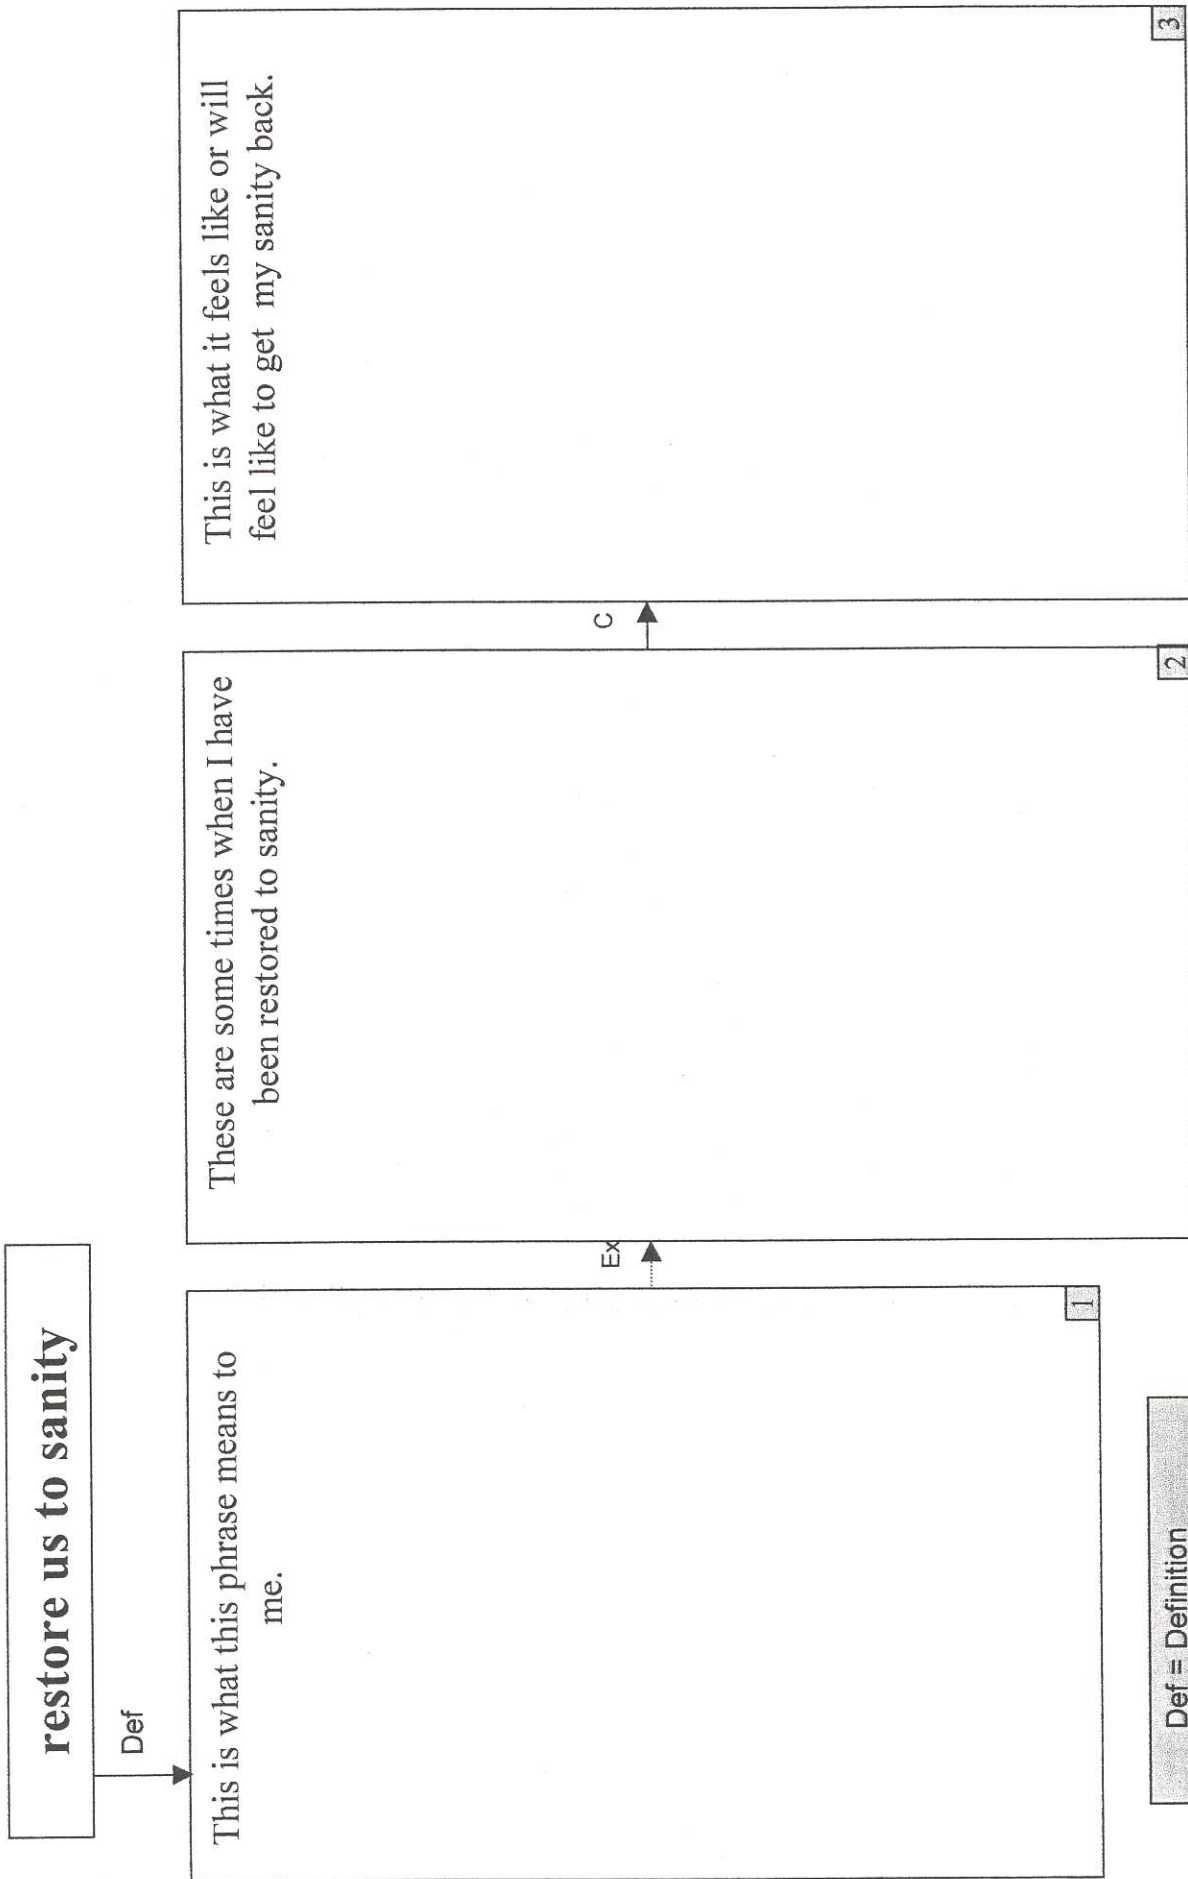 restore us to sanity
Def
This is what this phrase means to
me.
1
Ex
These are some times when I have
been restored to sanity.
2
C
This is what it feels like or will
feel like to get my sanity back.
3
Def = Definition